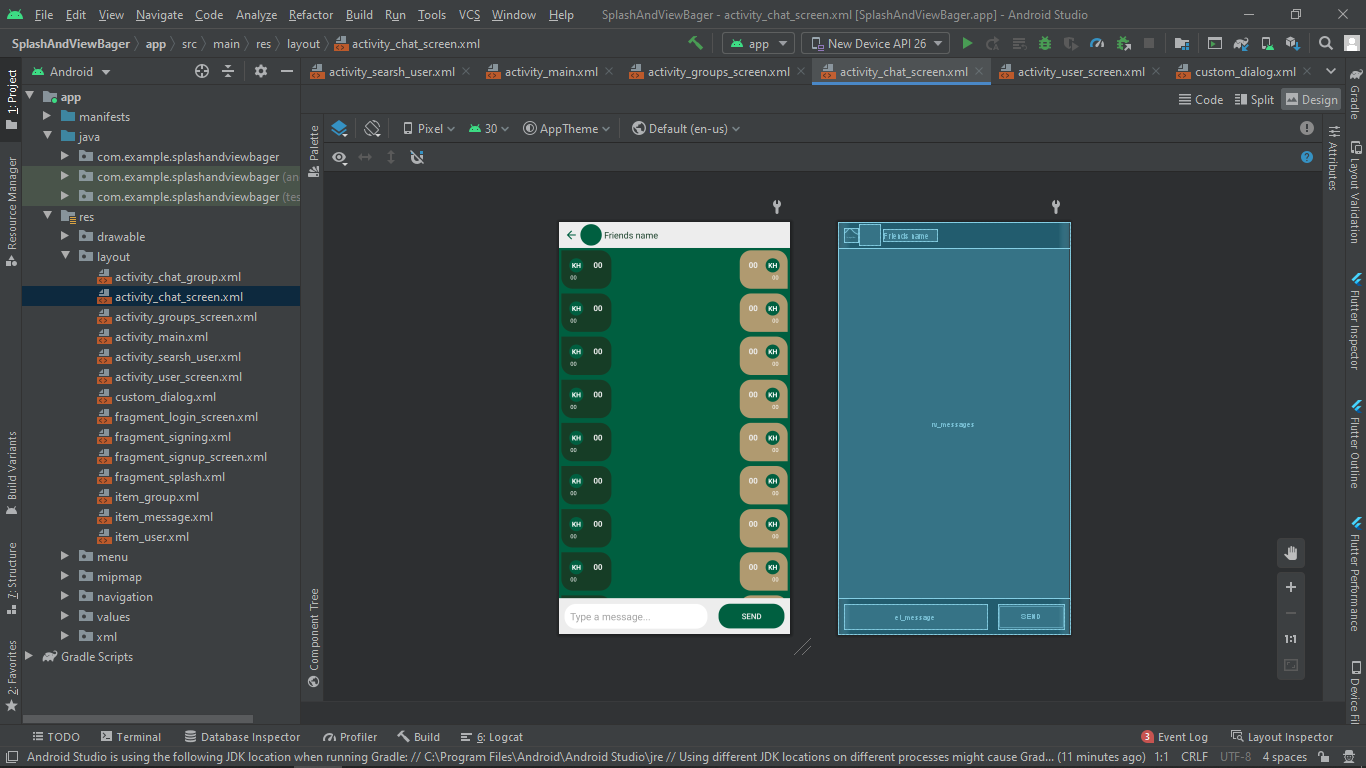 File Edit View Navigate Code Analyze Refactor Build Run Tools VCS Window Help SplashAndViewBager - activity_chat_screen.xml [SplashAndViewBager.app] - Android Studio
SplashAndViewBager app src main res layout activity_chat_screen.xml app New Device API 26
Android activity_searsh_user.xml activity_main.xml activity_groups_screen.xml activity_chat_screen.xml activity_user_screen.xml custom_dialog.xml
Code Split Design
Pixel 30 AppTheme Default (en-us)
1: Project
Resource Manager
Build Variants
7: Structure
2: Favorites
app
manifests
java
com.example.splashandviewbager
com.example.splashandviewbager (an
com.example.splashandviewbager (tes
res
drawable
layout
activity_chat_group.xml
activity_chat_screen.xml
activity_groups_screen.xml
activity_main.xml
activity_searsh_user.xml
activity_user_screen.xml
custom_dialog.xml
fragment_login_screen.xml
fragment_signing.xml
fragment_signup_screen.xml
fragment_splash.xml
item_group.xml
item_message.xml
item_user.xml
menu
mipmap
navigation
values
xml
Gradle Scripts
Palette
Component Tree
Friends name
KH 00 00 KH
00 00
KH 00 00 KH
00 00
KH 00 00 KH
00 00
KH 00 00 KH
00 00
KH 00 00 KH
00 00
KH 00 00 KH
00 00
KH 00 00 KH
00 00
KH 00 00 KH
00 00
Type a message... SEND
Friends name
rv_messages
et_message SEND
1:1
Attributes
Gradle
Layout Validation
Flutter Inspector
Flutter Outline
Flutter Performance
Device Fi
TODO Terminal Database Inspector Profiler Build 6: Logcat 3 Event Log Layout Inspector
Android Studio is using the following JDK location when running Gradle: // C:\Program Files\Android\Android Studio\jre // Using different JDK locations on different processes might cause Grad... (11 minutes ago) 1:1 CRLF UTF-8 4 spaces